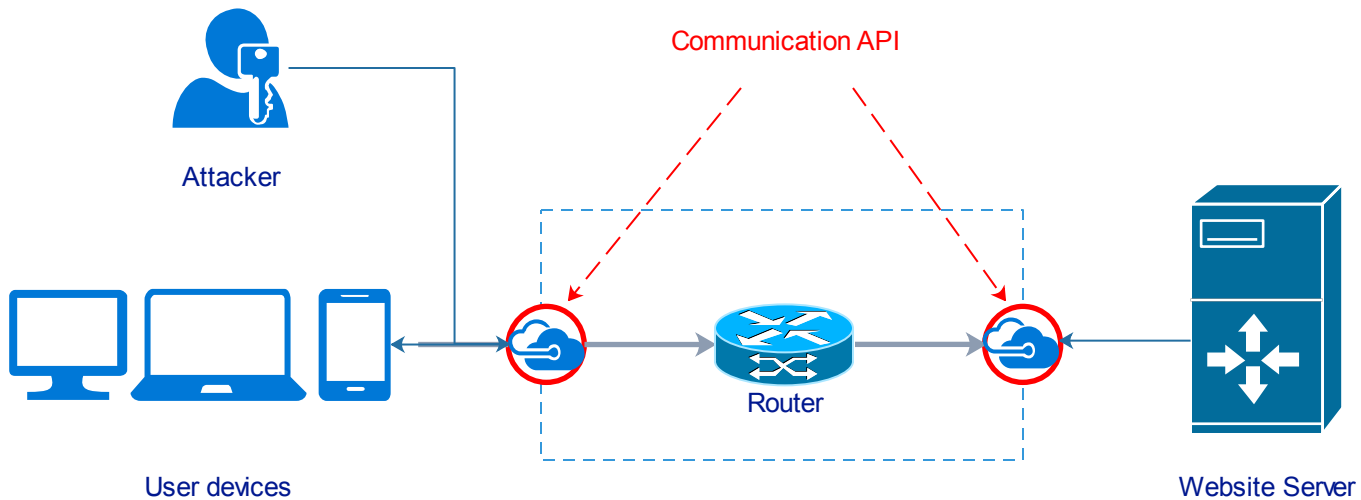 Communication API
Attacker
Router
User devices
Website Server